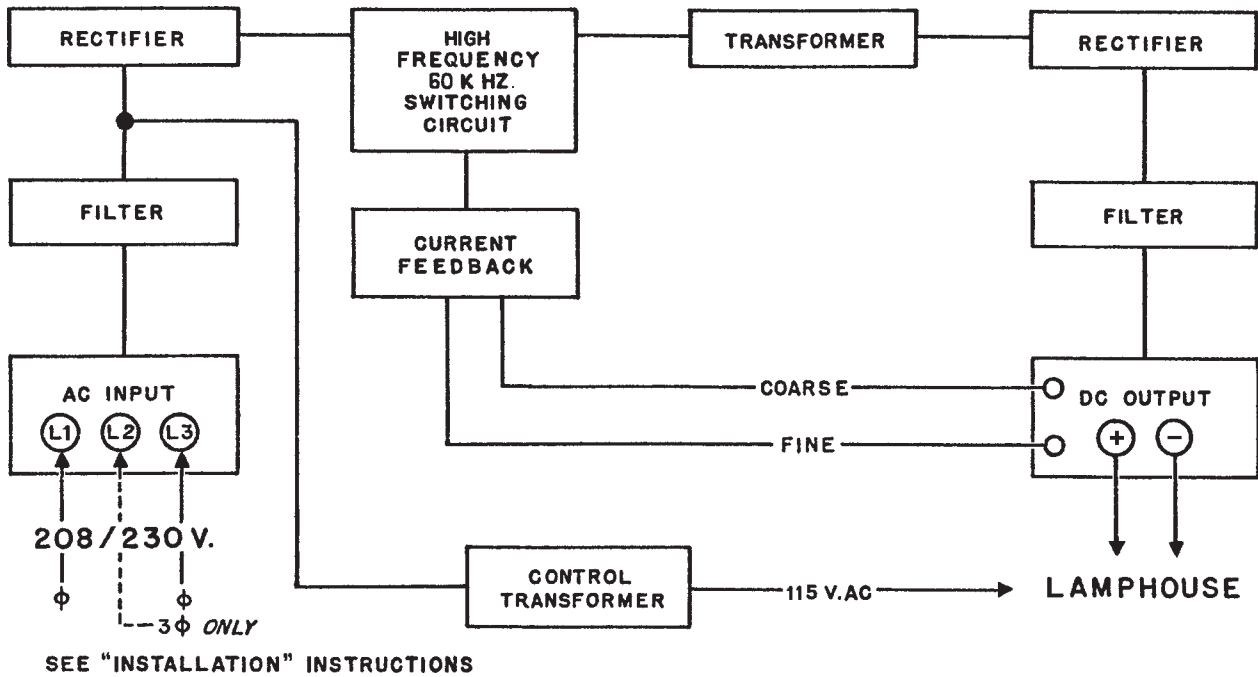 RECTIFIER
HIGH
FREQUENCY
60 K HZ.
SWITCHING
CIRCUIT
TRANSFORMER
RECTIFIER
FILTER
CURRENT
FEEDBACK
FILTER
AC INPUT
L1 L2 L3
COARSE
FINE
DC OUTPUT
+ −
208/230 V.
ϕ ϕ
3ϕ ONLY
CONTROL
TRANSFORMER
115 V.AC
LAMPHOUSE
SEE "INSTALLATION" INSTRUCTIONS